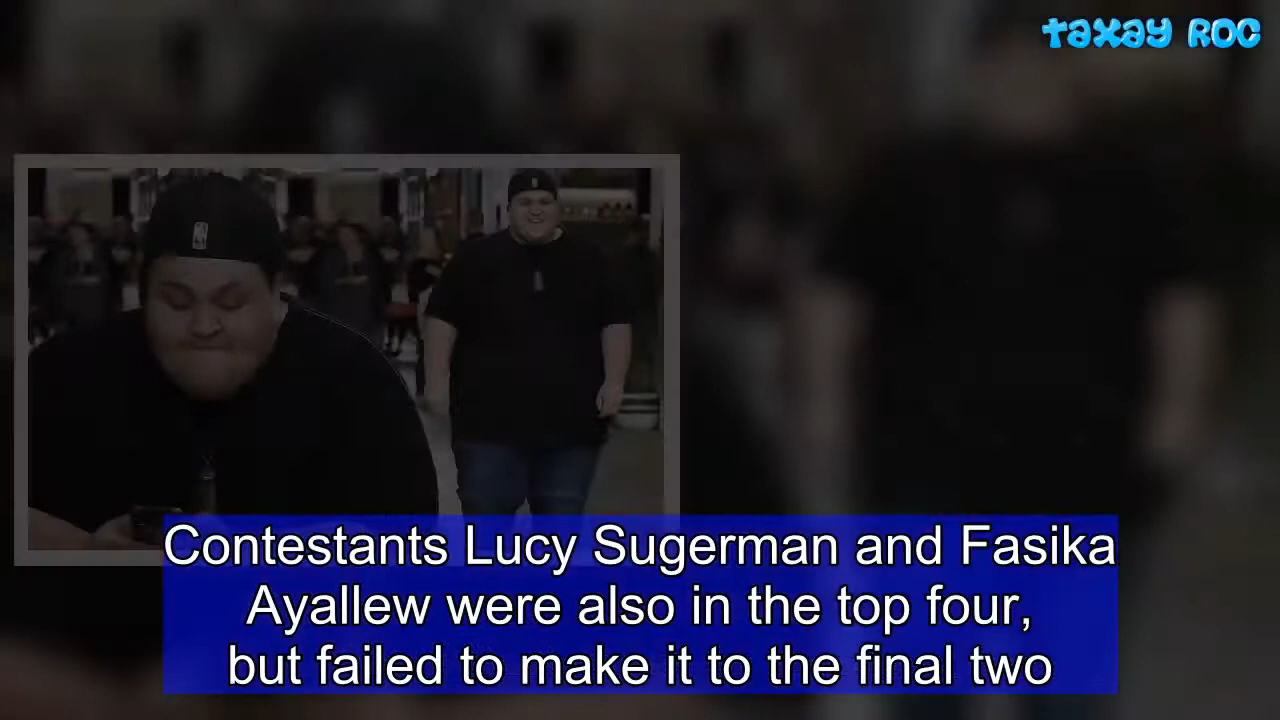 taxay roc
Contestants Lucy Sugerman and Fasika
Ayallew were also in the top four,
but failed to make it to the final two